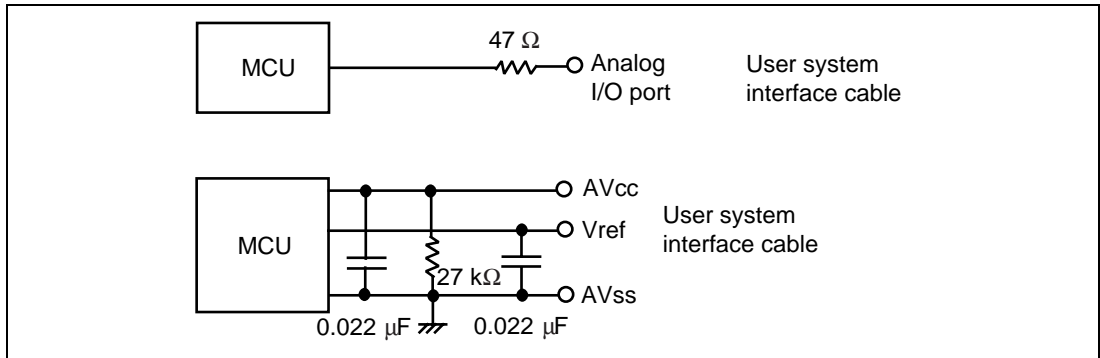 47 Ω
MCU
Analog
I/O port
User system
interface cable
MCU
AVcc
Vref
AVss
User system
interface cable
27 kΩ
0.022 μF
0.022 μF